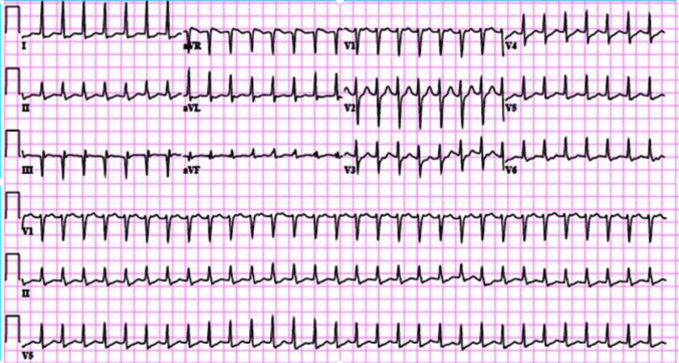 I aVR V1 V4
II aVL V2 V5
III aVF V3 V6
V1
II
V5